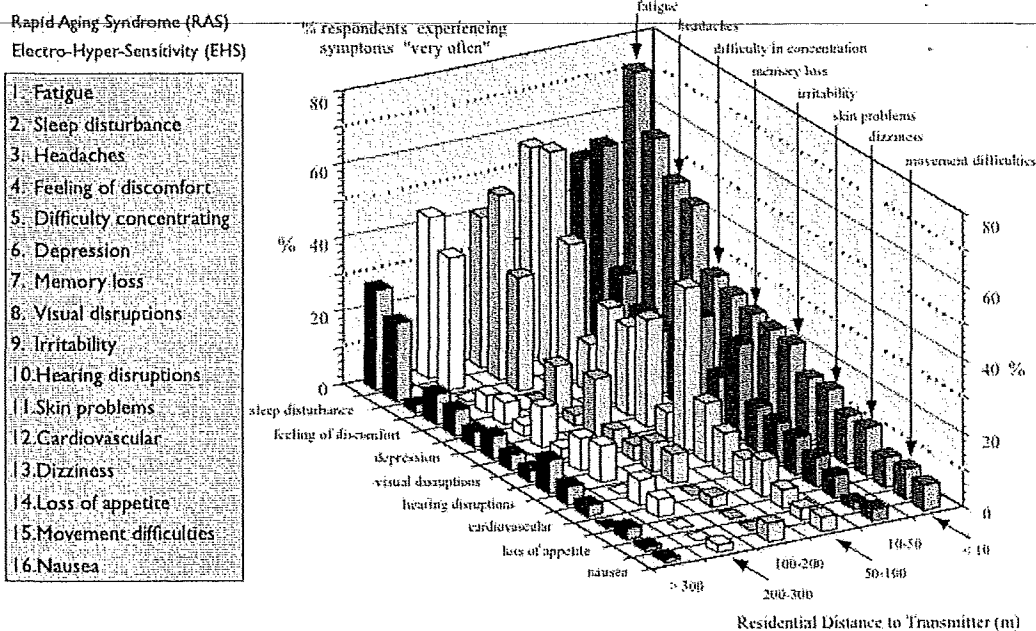 Rapid Aging Syndrome (RAS)
Electro-Hyper-Sensitivity (EHS)
1. Fatigue
2. Sleep disturbance
3. Headaches
4. Feeling of discomfort
5. Difficulty concentrating
6. Depression
7. Memory loss
8. Visual disruptions
9. Irritability
10.Hearing disruptions
11.Skin problems
12.Cardiovascular
13.Dizziness
14.Loss of appetite
15.Movement difficulties
16.Nausea
% respondents experiencing
symptoms "very often"
fatigue
headaches
difficulty in concentration
memory loss
irritability
skin problems
dizziness
movement difficulties
80
60
% 40
20
0
sleep disturbance
feeling of discomfort
depression
visual disruptions
hearing disruptions
cardiovascular
loss of appetite
nausea
80
60
40 %
20
0
> 300
200-300
100-200
50-100
10-50
< 10
Residential Distance to Transmitter (m)